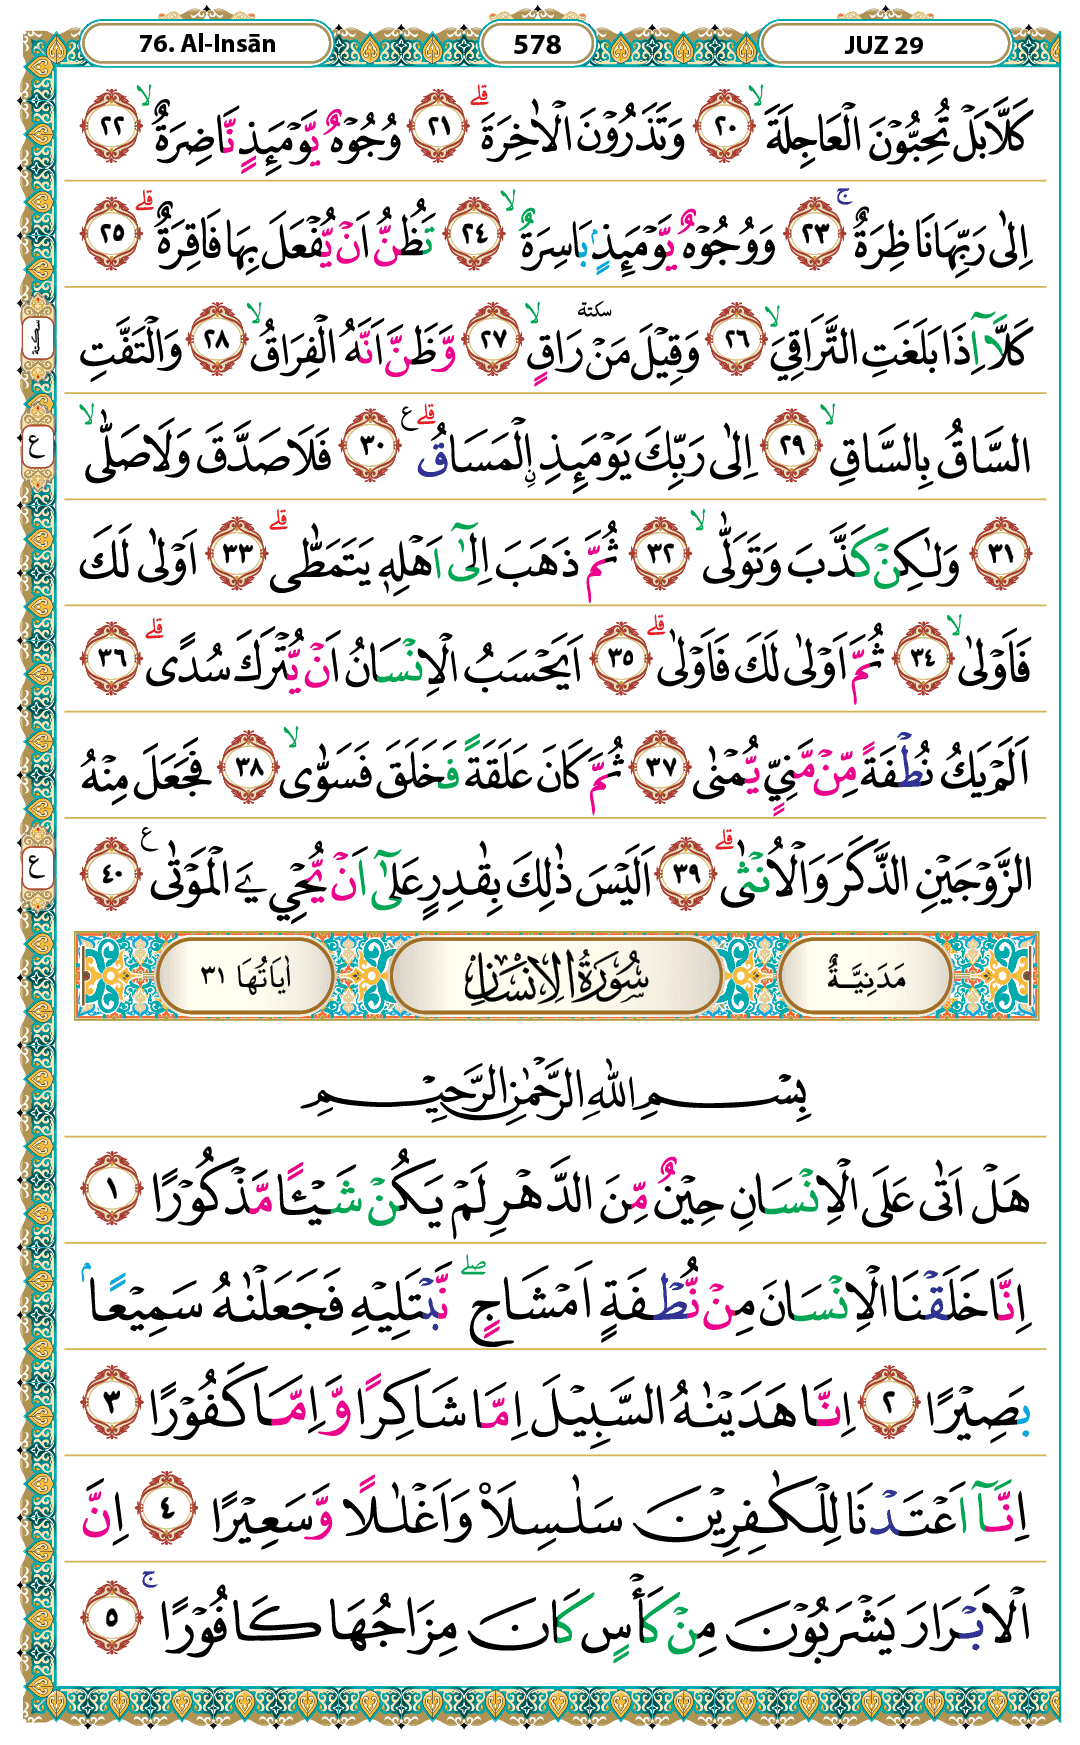 76. Al-Insān 578 JUZ 29
كَلَّا بَلْ تُحِبُّوْنَ الْعَاجِلَةَ ۙ ٢٠ وَتَذَرُوْنَ الْاٰخِرَةَ ۗ ٢١ وُجُوْهٌ يَّوْمَىِٕذٍ نَّاضِرَةٌ ۙ ٢٢
اِلٰى رَبِّهَا نَاظِرَةٌ ۚ ٢٣ وَوُجُوْهٌ يَّوْمَىِٕذٍۢ بَاسِرَةٌ ۙ ٢٤ تَظُنُّ اَنْ يُّفْعَلَ بِهَا فَاقِرَةٌ ۗ ٢٥
كَلَّآ اِذَا بَلَغَتِ التَّرَاقِيَ ۙ ٢٦ وَقِيْلَ مَنْ سكتة رَاقٍ ۙ ٢٧ وَّظَنَّ اَنَّهُ الْفِرَاقُ ۙ ٢٨ وَالْتَفَّتِ
سكتة
السَّاقُ بِالسَّاقِ ۙ ٢٩ اِلٰى رَبِّكَ يَوْمَىِٕذِ ِۨالْمَسَاقُ ۗ ع ٣٠ فَلَا صَدَّقَ وَلَا صَلّٰى ۙ
ع
٣١ وَلٰكِنْ كَذَّبَ وَتَوَلّٰى ۙ ٣٢ ثُمَّ ذَهَبَ اِلٰٓى اَهْلِهٖ يَتَمَطّٰى ۗ ٣٣ اَوْلٰى لَكَ
فَاَوْلٰى ۙ ٣٤ ثُمَّ اَوْلٰى لَكَ فَاَوْلٰى ۗ ٣٥ اَيَحْسَبُ الْاِنْسَانُ اَنْ يُّتْرَكَ سُدًى ۗ ٣٦
اَلَمْ يَكُ نُطْفَةً مِّنْ مَّنِيٍّ يُّمْنٰى ٣٧ ثُمَّ كَانَ عَلَقَةً فَخَلَقَ فَسَوّٰى ۙ ٣٨ فَجَعَلَ مِنْهُ
الزَّوْجَيْنِ الذَّكَرَ وَالْاُنْثٰى ۗ ٣٩ اَلَيْسَ ذٰلِكَ بِقٰدِرٍ عَلٰٓى اَنْ يُّحْيِيَ الْمَوْتٰى ع ٤٠
ع
مَدَنِيَّةٌ سُوْرَةُ الْاِنْسَانِ اٰيَاتُهَا ٣١
بِسْمِ اللّٰهِ الرَّحْمٰنِ الرَّحِيْمِ
هَلْ اَتٰى عَلَى الْاِنْسَانِ حِيْنٌ مِّنَ الدَّهْرِ لَمْ يَكُنْ شَيْـًٔا مَّذْكُوْرًا ١
اِنَّا خَلَقْنَا الْاِنْسَانَ مِنْ نُّطْفَةٍ اَمْشَاجٍۖ نَّبْتَلِيْهِ فَجَعَلْنٰهُ سَمِيْعًاۢ
بَصِيْرًا ٢ اِنَّا هَدَيْنٰهُ السَّبِيْلَ اِمَّا شَاكِرًا وَّاِمَّا كَفُوْرًا ٣
اِنَّآ اَعْتَدْنَا لِلْكٰفِرِيْنَ سَلٰسِلَا۟ وَاَغْلٰلًا وَّسَعِيْرًا ٤ اِنَّ
الْاَبْرَارَ يَشْرَبُوْنَ مِنْ كَأْسٍ كَانَ مِزَاجُهَا كَافُوْرًا ۚ ٥